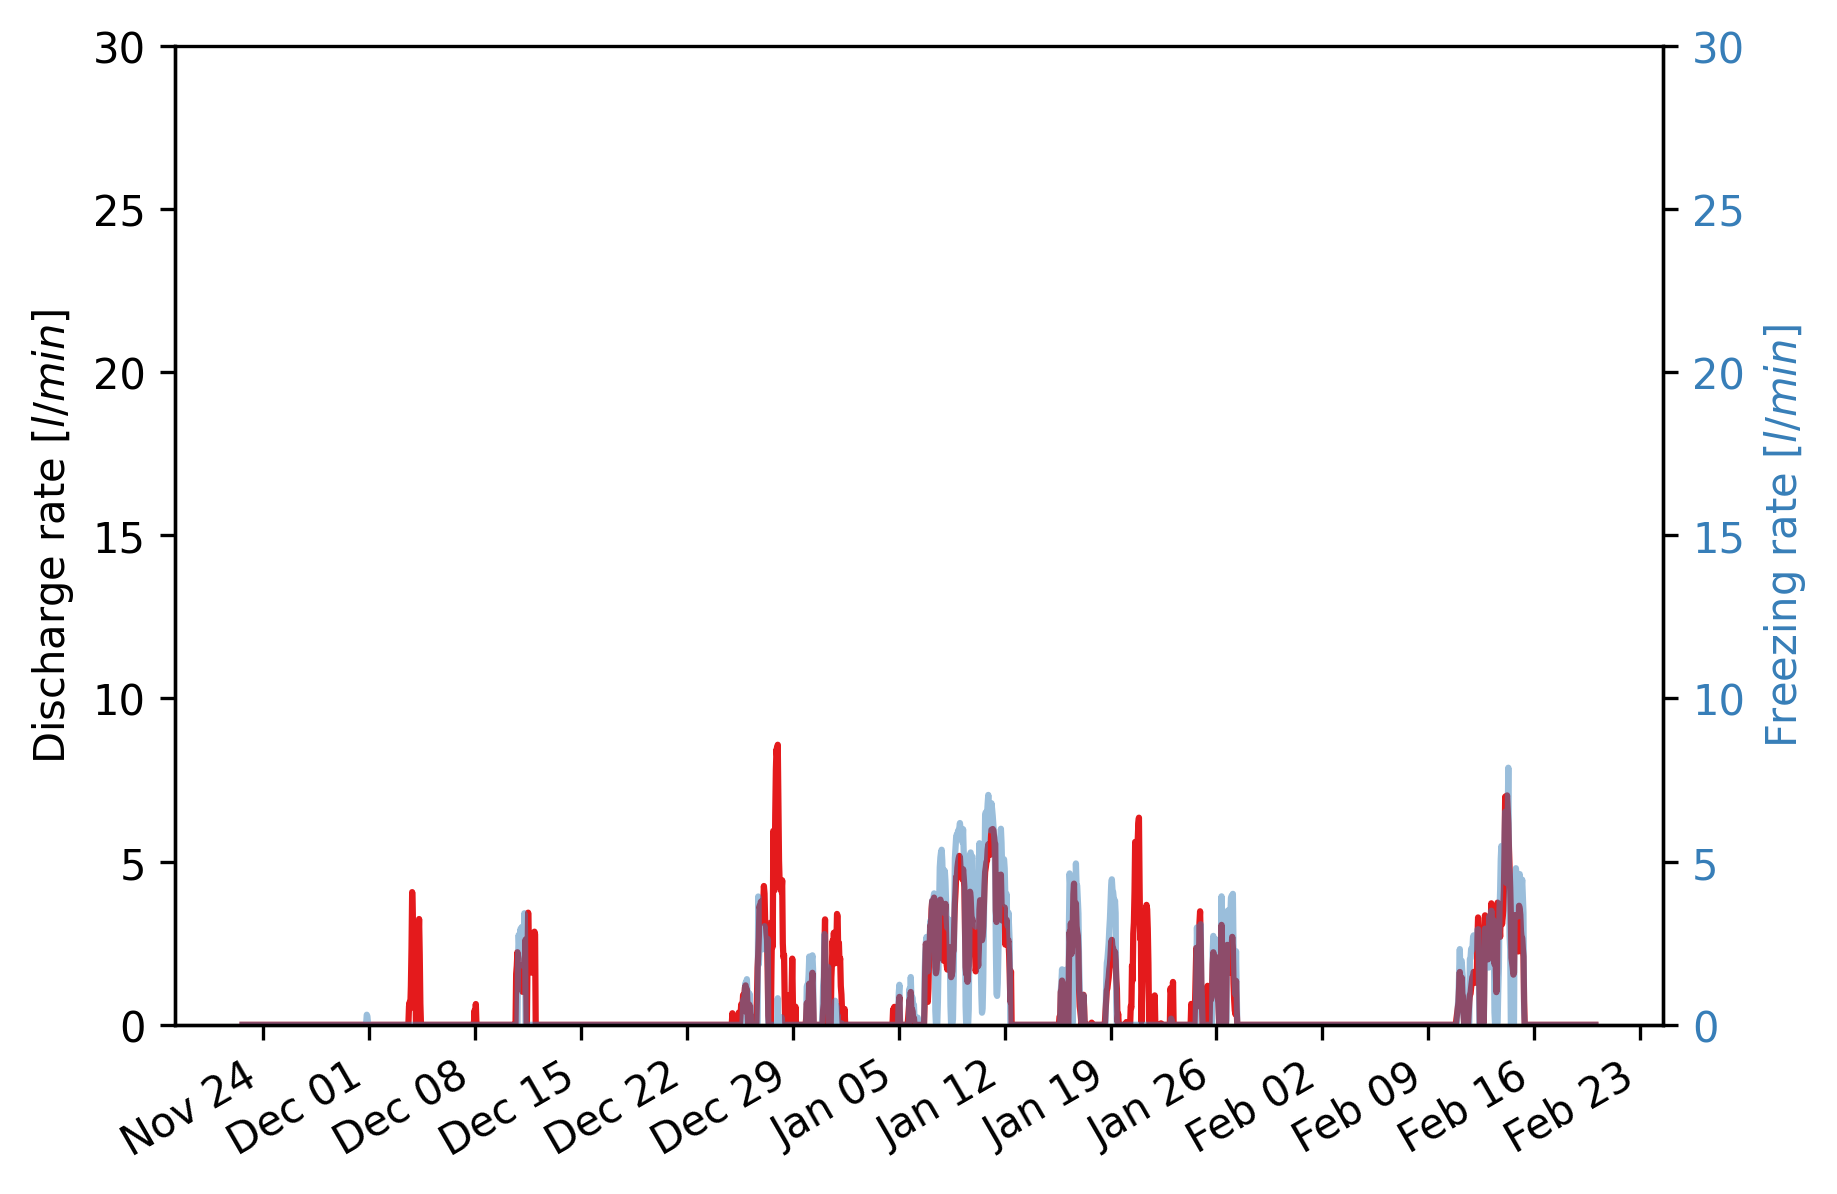 Discharge rate [l/min]
30
25
20
15
10
5
0
30
25
20
15
10
5
0
Freezing rate [l/min]
Nov 24
Dec 01
Dec 08
Dec 15
Dec 22
Dec 29
Jan 05
Jan 12
Jan 19
Jan 26
Feb 02
Feb 09
Feb 16
Feb 23